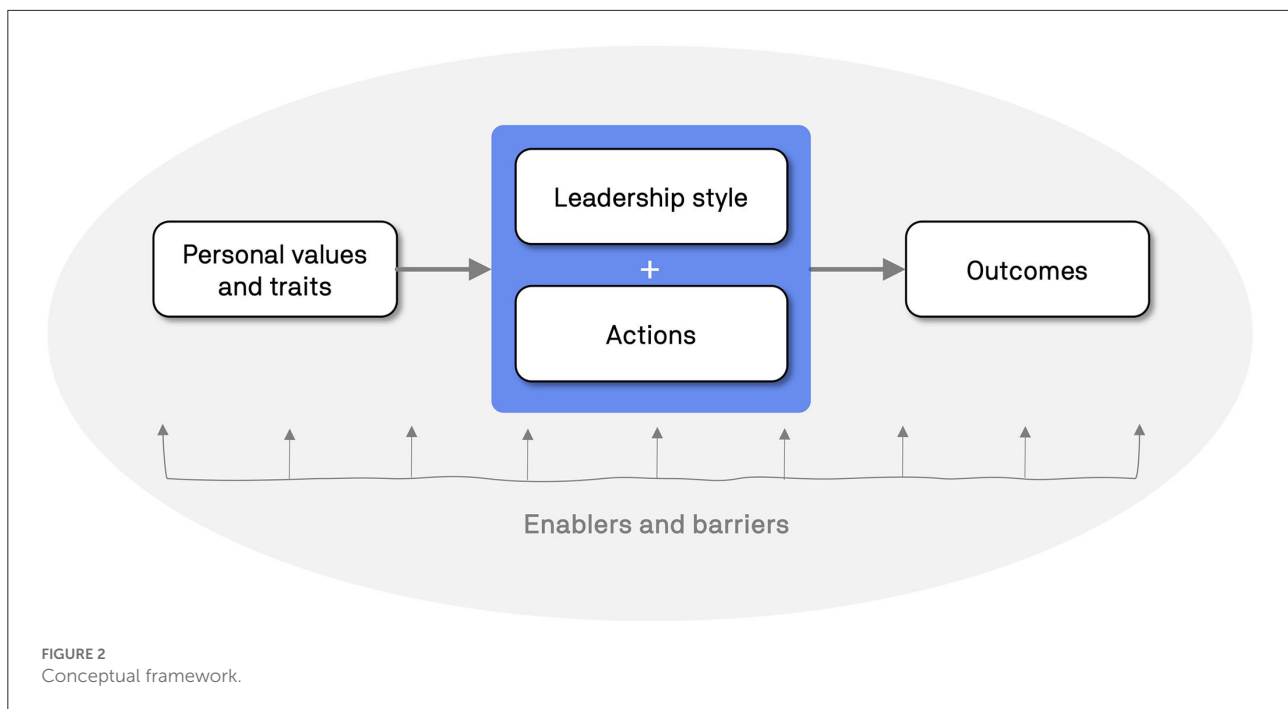 Leadership style
Personal values
and traits
+
Outcomes
Actions
Enablers and barriers
FIGURE 2
Conceptual framework.